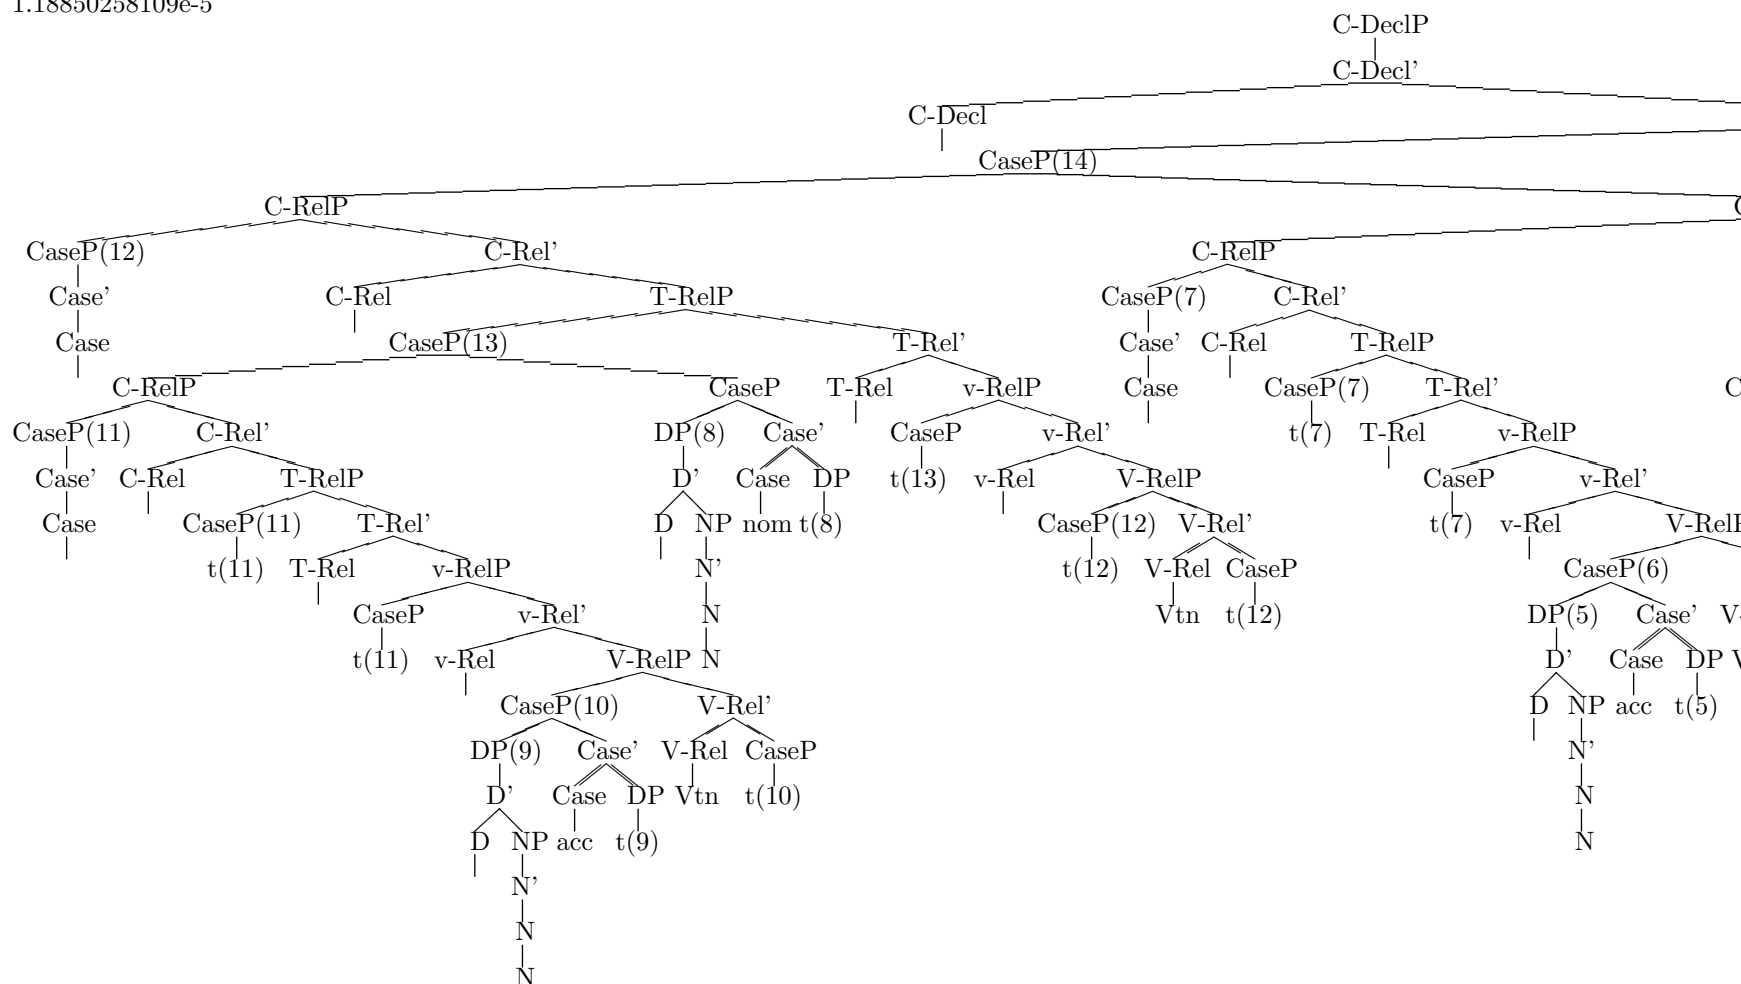 1.18850258109e-5
C-DeclP
C-Decl’
C-Decl
CaseP(14)
C-RelP
CaseP(12) C-Rel’ C-RelP
Case’ C-Rel T-RelP CaseP(7) C-Rel’
Case CaseP(13) T-Rel’ Case’ C-Rel T-RelP
C-RelP CaseP T-Rel v-RelP Case CaseP(7) T-Rel’
CaseP(11) C-Rel’ DP(8) Case’ CaseP v-Rel’ t(7) T-Rel v-RelP
Case’ C-Rel T-RelP D’ Case DP t(13) v-Rel V-RelP CaseP v-Rel’
Case CaseP(11) T-Rel’ D NP nom t(8) CaseP(12) V-Rel’ t(7) v-Rel V-RelP
t(11) T-Rel v-RelP N’ t(12) V-Rel CaseP CaseP(6)
CaseP v-Rel’ N Vtn t(12) DP(5) Case’ V-
t(11) v-Rel V-RelP N D’ Case DP
CaseP(10) V-Rel’ D NP acc t(5)
DP(9) Case’ V-Rel CaseP N’
D’ Case DP Vtn t(10) N
D NP acc t(9) N
N’
N
N